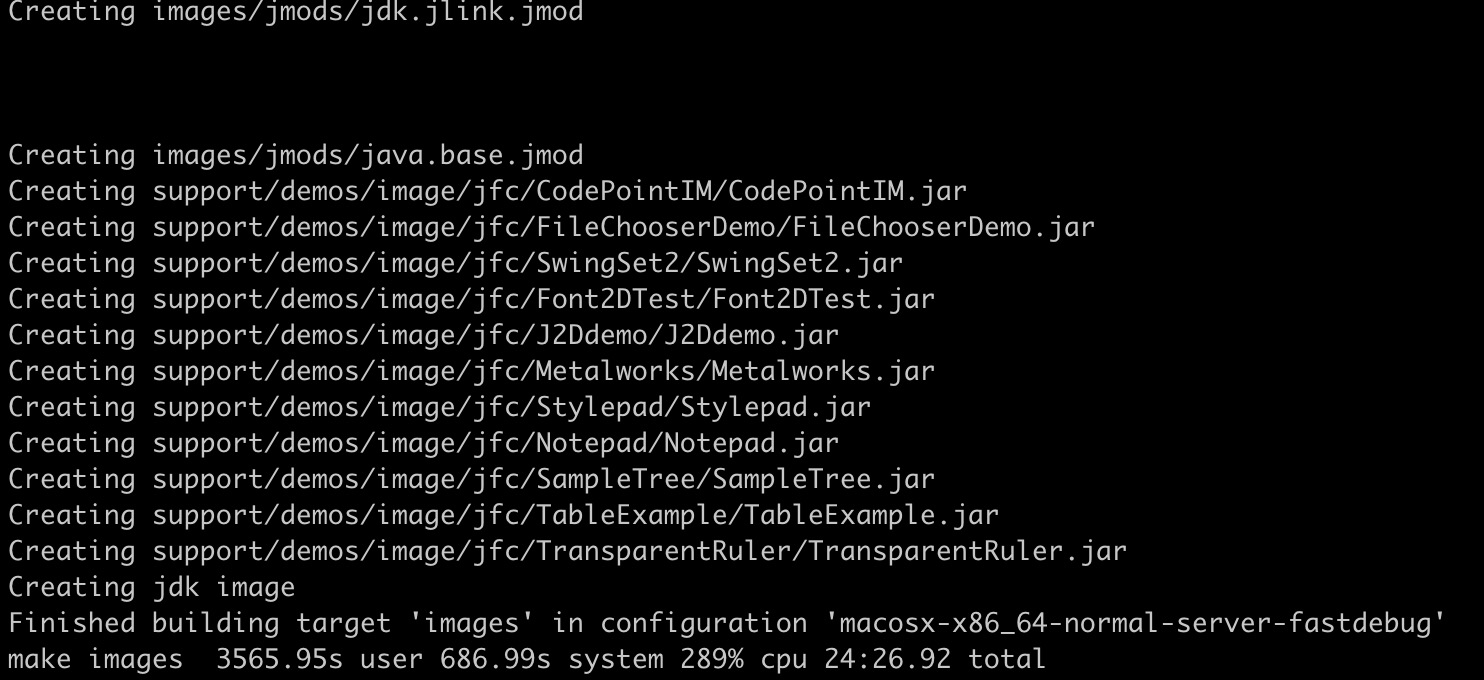 Creating images/jmods/jdk.jlink.jmod
Creating images/jmods/java.base.jmod
Creating support/demos/image/jfc/CodePointIM/CodePointIM.jar
Creating support/demos/image/jfc/FileChooserDemo/FileChooserDemo.jar
Creating support/demos/image/jfc/SwingSet2/SwingSet2.jar
Creating support/demos/image/jfc/Font2DTest/Font2DTest.jar
Creating support/demos/image/jfc/J2Ddemo/J2Ddemo.jar
Creating support/demos/image/jfc/Metalworks/Metalworks.jar
Creating support/demos/image/jfc/Stylepad/Stylepad.jar
Creating support/demos/image/jfc/Notepad/Notepad.jar
Creating support/demos/image/jfc/SampleTree/SampleTree.jar
Creating support/demos/image/jfc/TableExample/TableExample.jar
Creating support/demos/image/jfc/TransparentRuler/TransparentRuler.jar
Creating jdk image
Finished building target 'images' in configuration 'macosx-x86_64-normal-server-fastdebug'
make images  3565.95s user 686.99s system 289% cpu 24:26.92 total